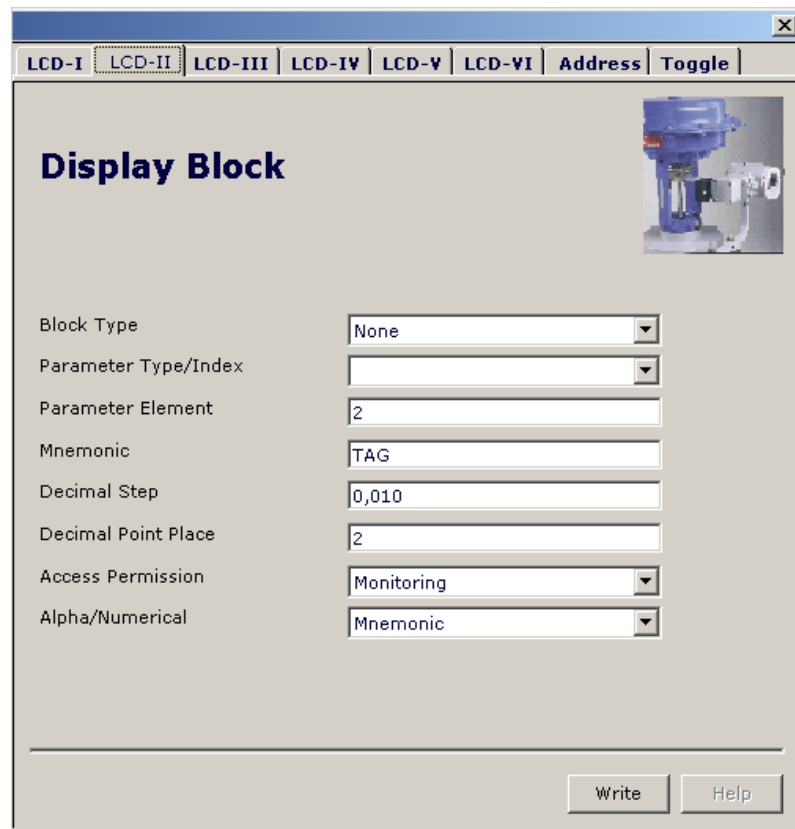 LCD-I LCD-II LCD-III LCD-IV LCD-V LCD-VI Address Toggle
Display Block
Block Type None
Parameter Type/Index
Parameter Element 2
Mnemonic TAG
Decimal Step 0,010
Decimal Point Place 2
Access Permission Monitoring
Alpha/Numerical Mnemonic
Write Help